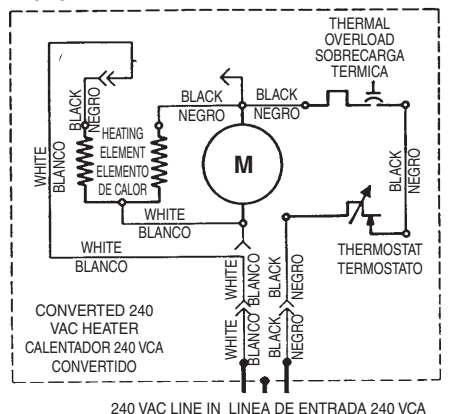 THERMAL
OVERLOAD
SOBRECARGA
TERMICA
BLACK
NEGRO
BLACK
NEGRO
BLACK
NEGRO
HEATING
ELEMENT
ELEMENTO
DE CALOR
M
WHITE
BLANCO
BLACK
NEGRO
WHITE
BLANCO
WHITE
BLANCO
THERMOSTAT
TERMOSTATO
WHITE
BLANCO
BLACK
NEGRO
CONVERTED 240
VAC HEATER
CALENTADOR 240 VCA
CONVERTIDO
WHITE
BLANCO
BLACK
NEGRO
240 VAC LINE IN LINEA DE ENTRADA 240 VCA